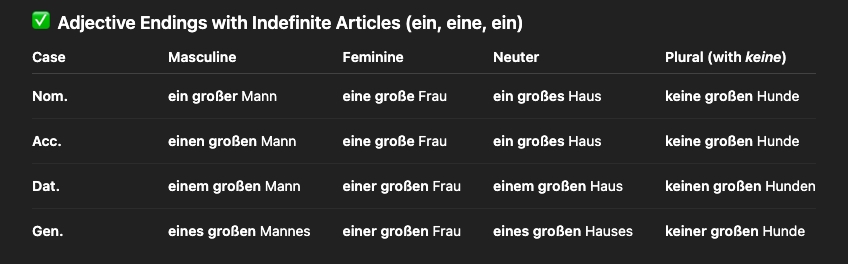 ✅ Adjective Endings with Indefinite Articles (ein, eine, ein)
Case Masculine Feminine Neuter Plural (with keine)
Nom. ein großer Mann eine große Frau ein großes Haus keine großen Hunde
Acc. einen großen Mann eine große Frau ein großes Haus keine großen Hunde
Dat. einem großen Mann einer großen Frau einem großen Haus keinen großen Hunden
Gen. eines großen Mannes einer großen Frau eines großen Hauses keiner großen Hunde